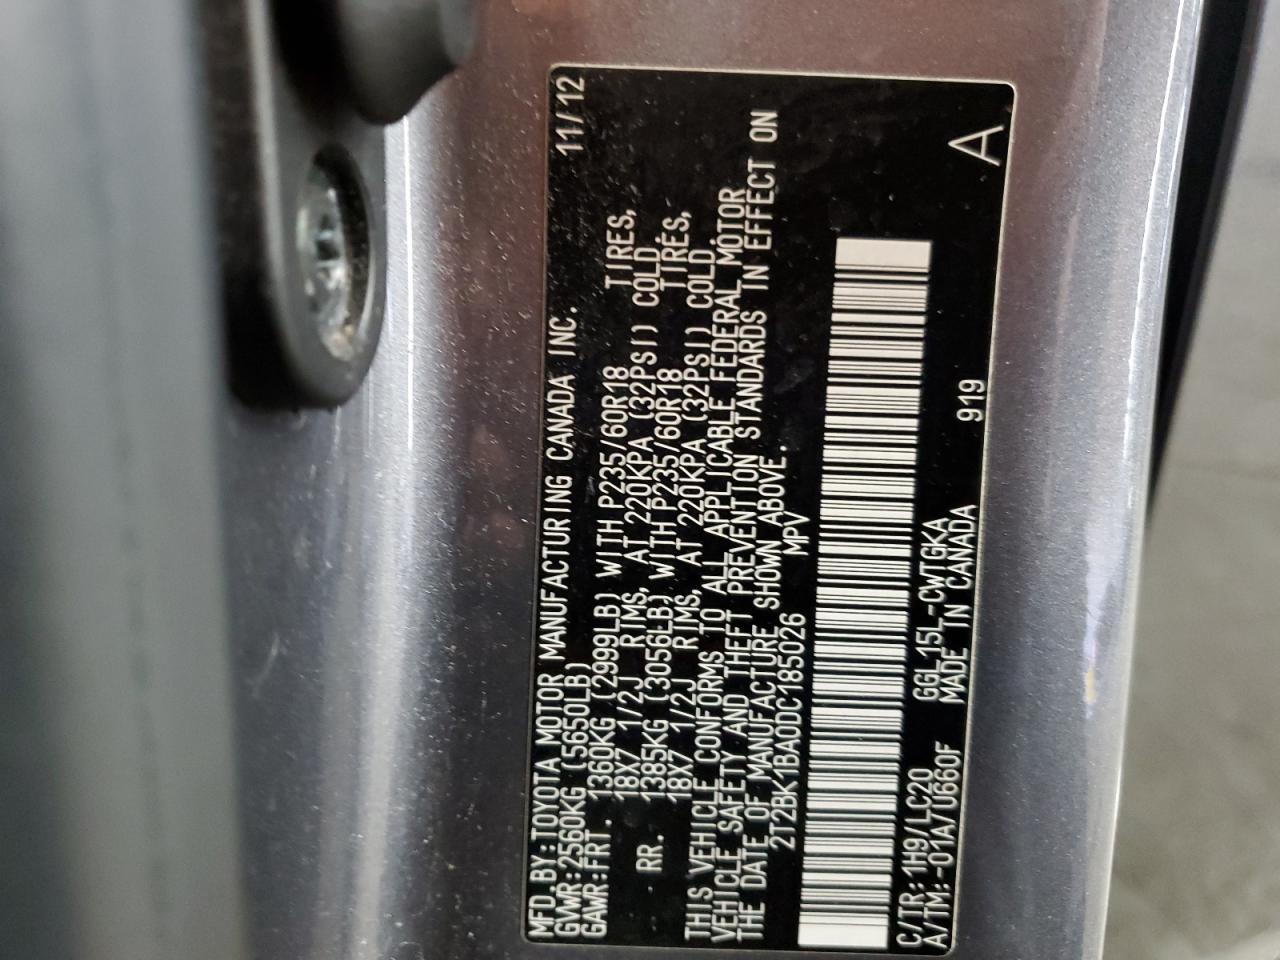 MFD.BY:TOYOTA MOTOR MANUFACTURING CANADA INC. 11/12
GVWR:2560KG (5650LB)
GAWR:FRT. 1360KG (2999LB) WITH P235/60R18 TIRES,
18X7 1/2J RIMS, AT 220KPA (32PSI) COLD.
RR. 1385KG (3056LB) WITH P235/60R18 TIRES,
18X7 1/2J RIMS, AT 220KPA (32PSI) COLD.
THIS VEHICLE CONFORMS TO ALL APPLICABLE FEDERAL MOTOR
VEHICLE SAFETY AND THEFT PREVENTION STANDARDS IN EFFECT ON
THE DATE OF MANUFACTURE SHOWN ABOVE.
2T2BK1BA0DC185026 MPV
C/TR:1H9/LC20 GGL15L-CWTGKA
A/TM:-01A/U660F MADE IN CANADA 919 A